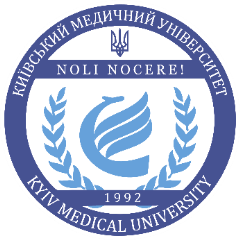 КИЇВСЬКИЙ МЕДИЧНИЙ УНІВЕРСИТЕТ
NOLI NOCERE!
1992
KYIV MEDICAL UNIVERSITY